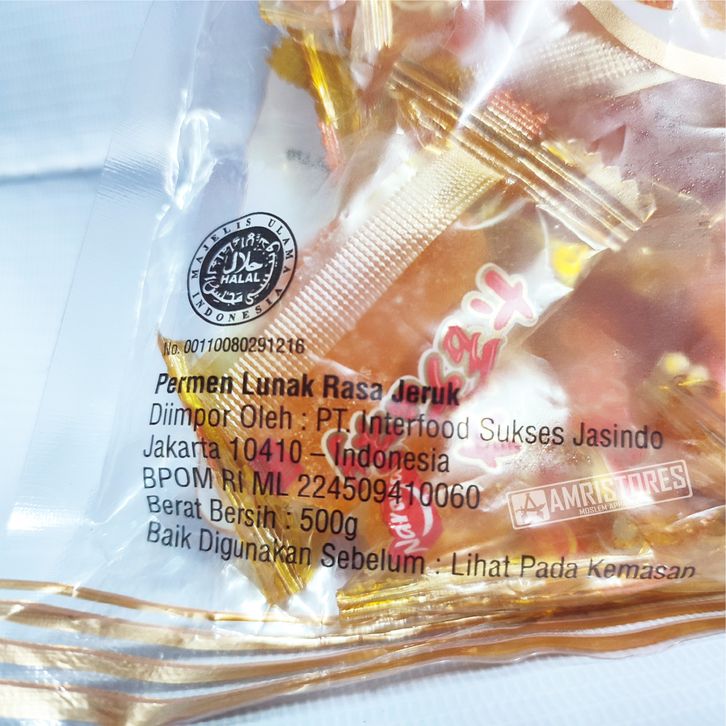 MAJELIS ULAMA INDONESIA
حلال
HALAL
No. 00110080291216
Permen Lunak Rasa Jeruk
Diimpor Oleh : PT. Interfood Sukses Jasindo
Jakarta 10410 – Indonesia
BPOM RI ML 224509410060
Berat Bersih : 500g
Baik Digunakan Sebelum : Lihat Pada Kemasan
AMRISTORES